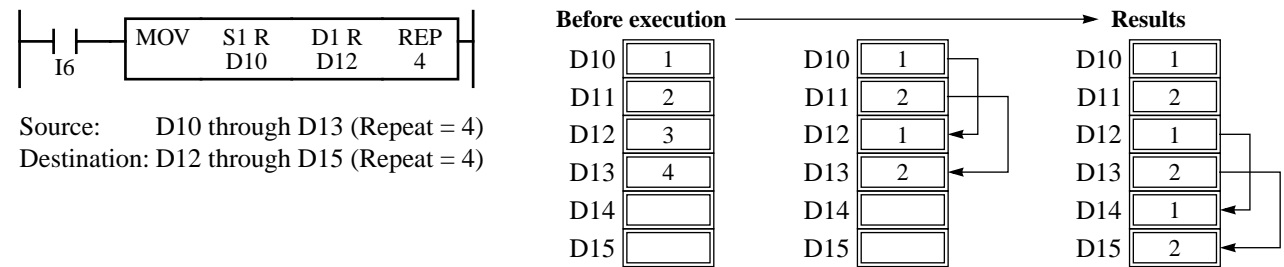 MOV S1 R D1 R REP
D10 D12 4
I6
Source: D10 through D13 (Repeat = 4)
Destination: D12 through D15 (Repeat = 4)
Before execution Results
D10 1 D10 1 D10 1
D11 2 D11 2 D11 2
D12 3 D12 1 D12 1
D13 4 D13 2 D13 2
D14 D14 D14 1
D15 D15 D15 2